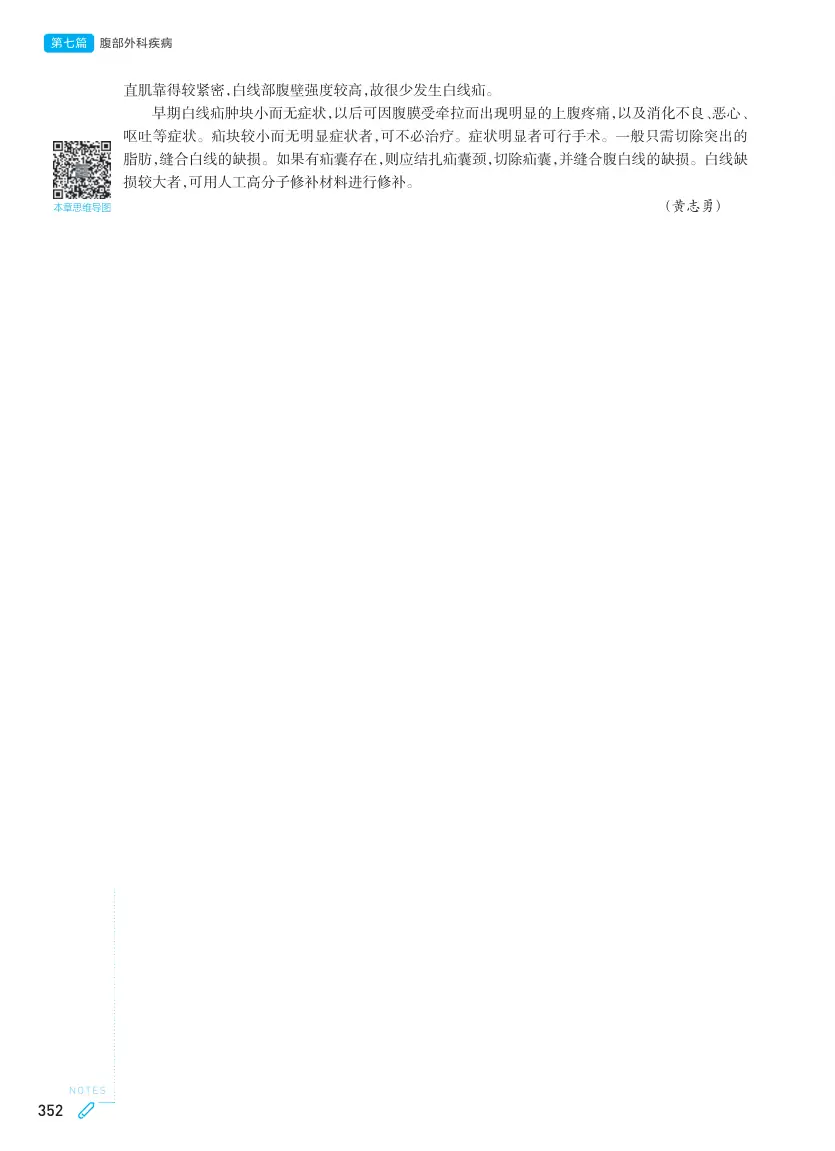 第七篇 腹部外科疾病
直肌靠得较紧密,白线部腹壁强度较高,故很少发生白线疝。
早期白线疝肿块小而无症状,以后可因腹膜受牵拉而出现明显的上腹疼痛,以及消化不良、恶心、
呕吐等症状。疝块较小而无明显症状者,可不必治疗。症状明显者可行手术。一般只需切除突出的
脂肪,缝合白线的缺损。如果有疝囊存在,则应结扎疝囊颈,切除疝囊,并缝合腹白线的缺损。白线缺
损较大者,可用人工高分子修补材料进行修补。
(黄志勇)
本章思维导图
NOTES
352